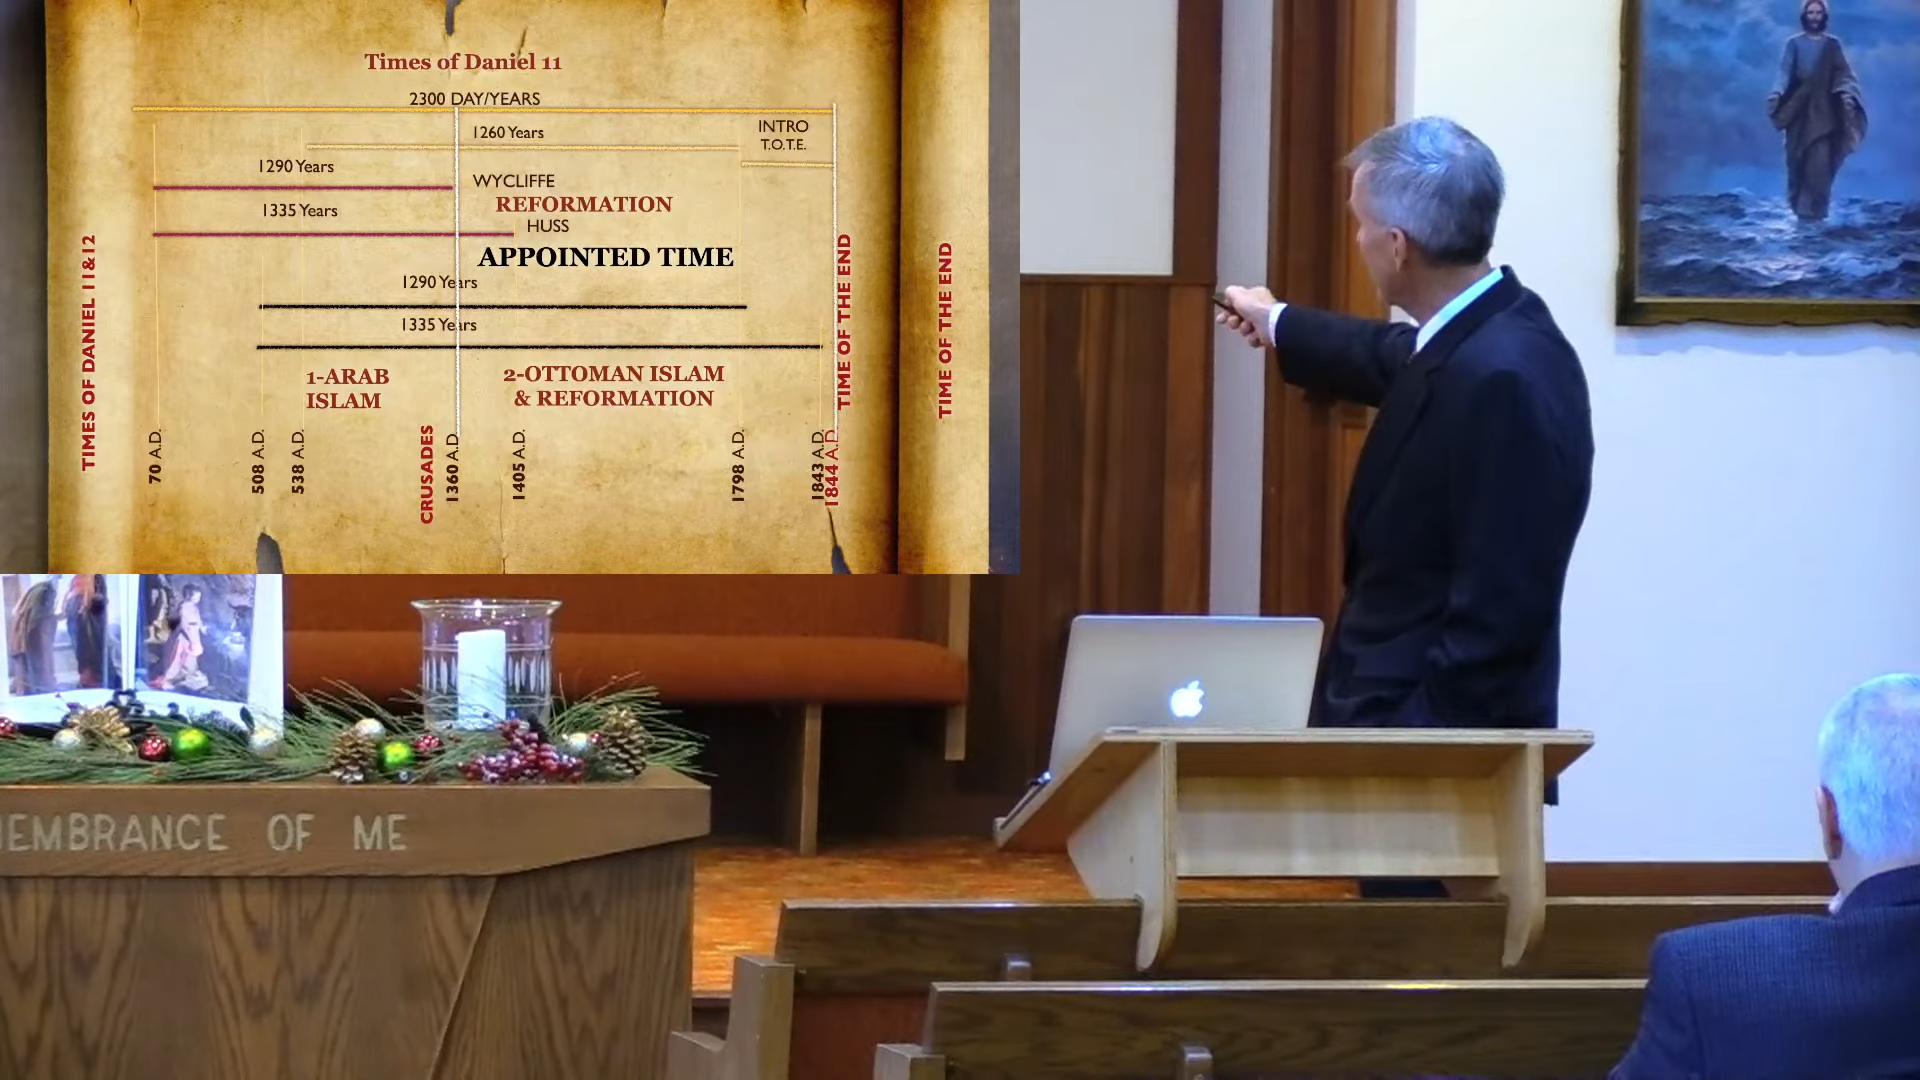 Times of Daniel 11
2300 DAY/YEARS
1260 Years
INTRO
T.O.T.E.
1290 Years
WYCLIFFE
REFORMATION
1335 Years
HUSS
APPOINTED TIME
1290 Years
1335 Years
1-ARAB
ISLAM
2-OTTOMAN ISLAM
& REFORMATION
TIMES OF DANIEL 11&12
70 A.D.
508 A.D.
538 A.D.
CRUSADES
1360 A.D.
1405 A.D.
1798 A.D.
1843 A.D.
1844 A.D.
TIME OF THE END
TIME OF THE END
EMBRANCE OF ME